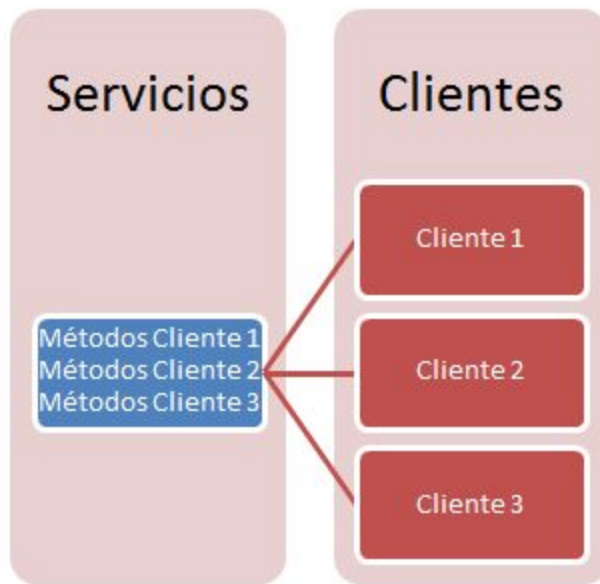 Servicios
Clientes
Métodos Cliente 1
Métodos Cliente 2
Métodos Cliente 3
Cliente 1
Cliente 2
Cliente 3